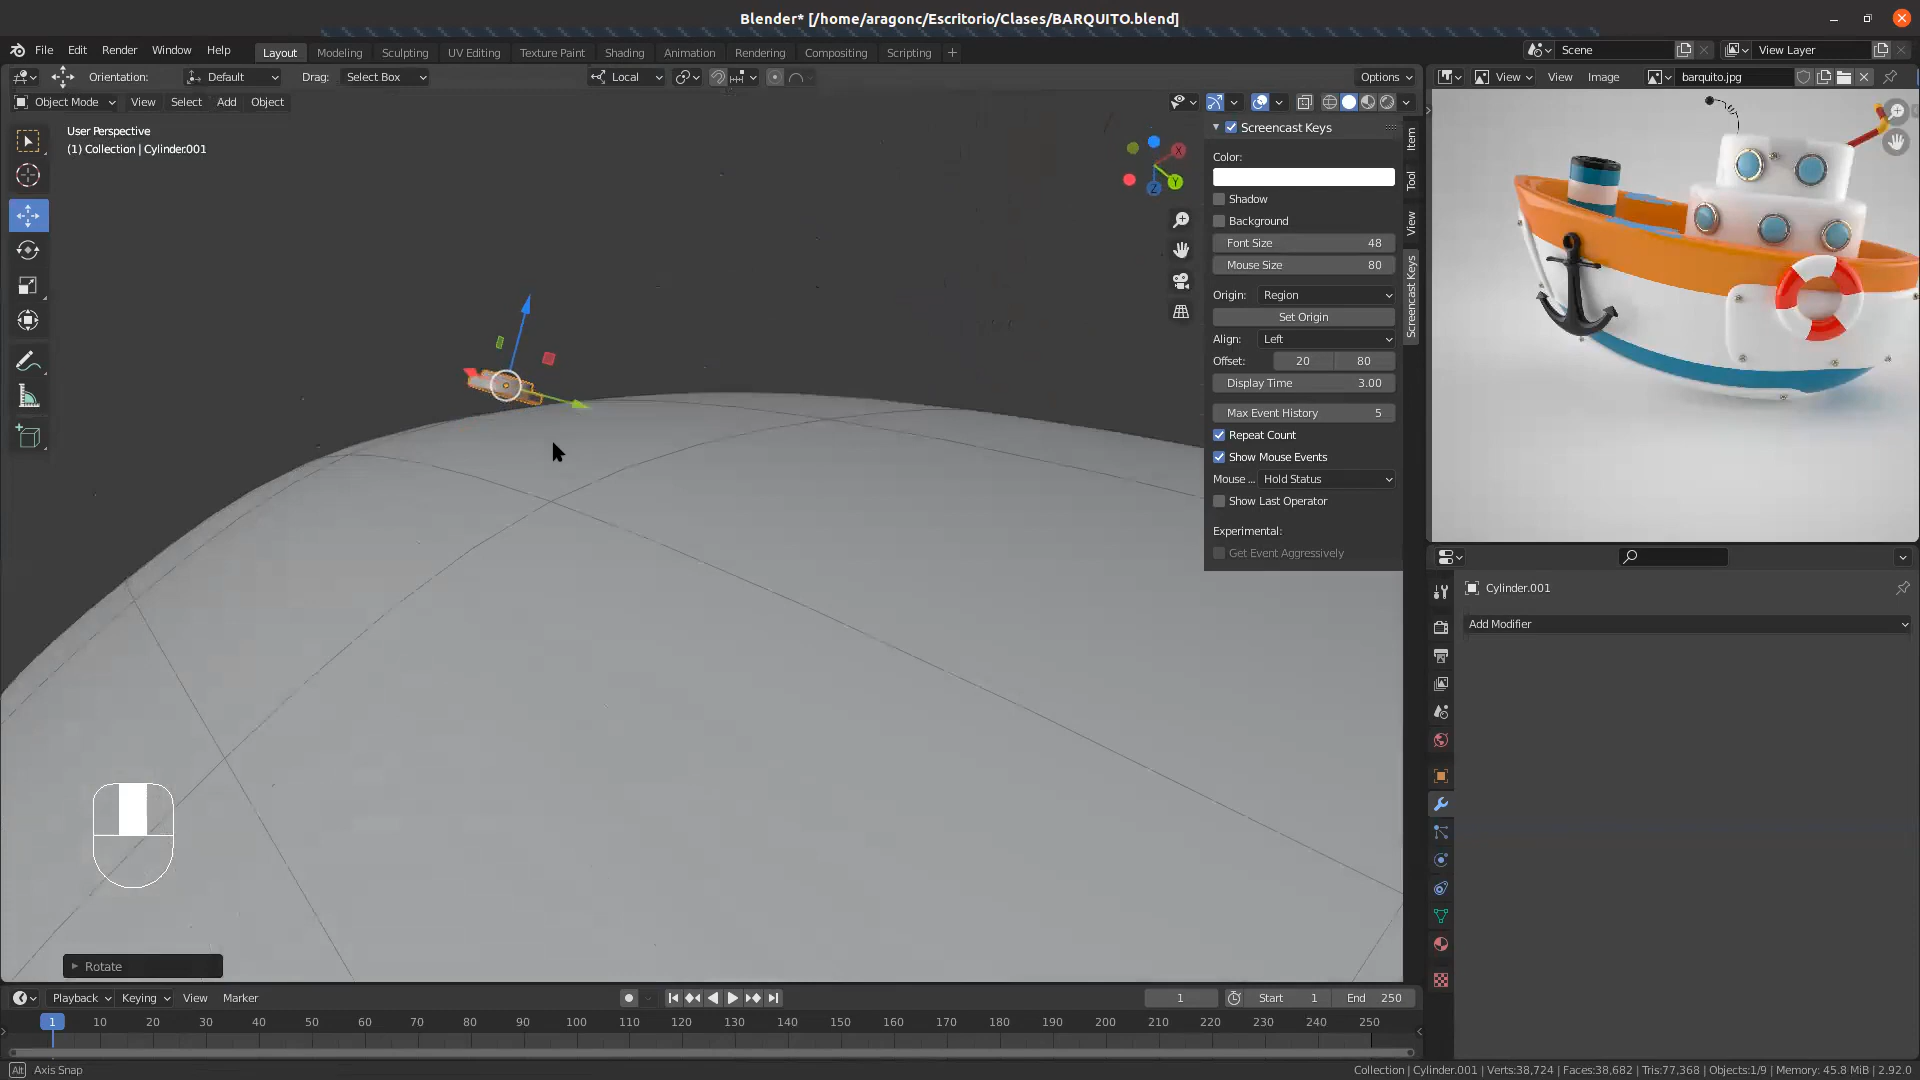 Blender* [/home/aragonc/Escritorio/Clases/BARQUITO.blend]
File Edit Render Window Help
Layout Modeling Sculpting UV Editing Texture Paint Shading Animation Rendering Compositing Scripting
Scene View Layer
Orientation: Default Drag: Select Box Local Options
View View Image barquito.jpg
Object Mode View Select Add Object
User Perspective
(1) Collection | Cylinder.001
X
Y
Z
Screencast Keys
Color:
Shadow
Background
Font Size 48
Mouse Size 80
Origin: Region
Set Origin
Align: Left
Offset: 20 80
Display Time 3.00
Max Event History 5
Repeat Count
Show Mouse Events
Mouse ... Hold Status
Show Last Operator
Experimental:
Get Event Aggressively
Item
Tool
View
Screencast Keys
Cylinder.001
Add Modifier
Rotate
Playback Keying View Marker
1 Start 1 End 250
1 10 20 30 40 50 60 70 80 90 100 110 120 130 140 150 160 170 180 190 200 210 220 230 240 250
Alt Axis Snap
Collection | Cylinder.001 | Verts:38,724 | Faces:38,682 | Tris:77,368 | Objects:1/9 | Memory: 45.8 MiB | 2.92.0